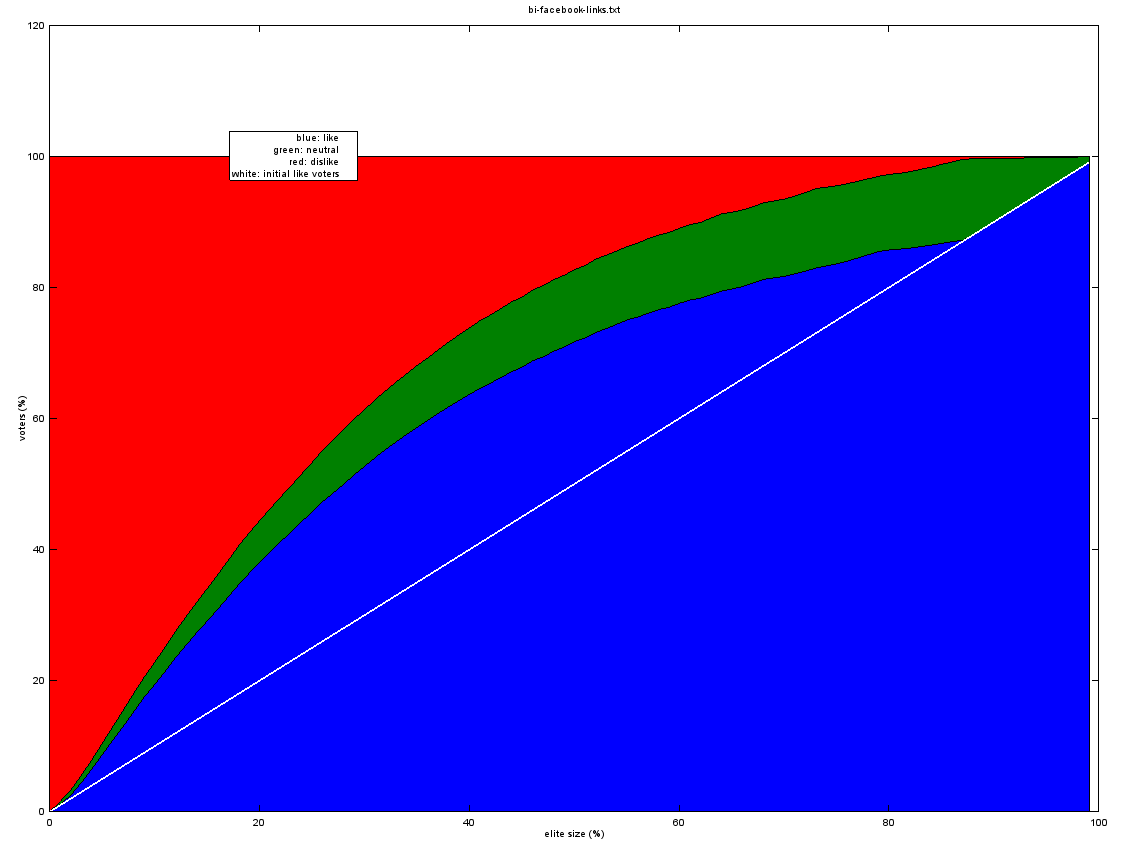 bi-facebook-links.txt
120
100
80
60
40
20
0
voters (%)
blue: like
green: neutral
red: dislike
white: initial like voters
0 20 40 60 80 100
elite size (%)